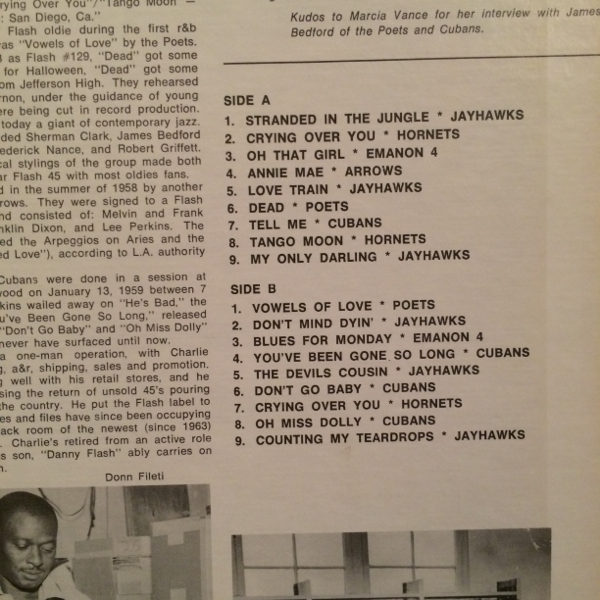 rying Over You"/"Tango Moon —
: San Diego, Ca."
Flash oldie during the first r&b
as "Vowels of Love" by the Poets.
as Flash #129, "Dead" got some
for Halloween, "Dead" got some
om Jefferson High. They rehearsed
rnon, under the guidance of young
ere being cut in record production.
today a giant of contemporary jazz.
ded Sherman Clark, James Bedford
ederick Nance, and Robert Griffett.
cal stylings of the group made both
ar Flash 45 with most oldies fans.
d in the summer of 1958 by another
rows. They were signed to a Flash
nd consisted of: Melvin and Frank
nklin Dixon, and Lee Perkins. The
ed the Arpeggios on Aries and the
ed Love"), according to L.A. authority
Cubans were done in a session at
wood on January 13, 1959 between 7
kins wailed away on "He's Bad," the
u've Been Gone So Long," released
"Don't Go Baby" and "Oh Miss Dolly"
never have surfaced until now.
a one-man operation, with Charlie
g, a&r, shipping, sales and promotion.
g well with his retail stores, and he
sing the return of unsold 45's pouring
the country. He put the Flash label to
es and files have since been occupying
ack room of the newest (since 1963)
. Charlie's retired from an active role
s son, "Danny Flash" ably carries on
n.
Donn Fileti
Kudos to Marcia Vance for her interview with James
Bedford of the Poets and Cubans.
SIDE A
1. STRANDED IN THE JUNGLE * JAYHAWKS
2. CRYING OVER YOU * HORNETS
3. OH THAT GIRL * EMANON 4
4. ANNIE MAE * ARROWS
5. LOVE TRAIN * JAYHAWKS
6. DEAD * POETS
7. TELL ME * CUBANS
8. TANGO MOON * HORNETS
9. MY ONLY DARLING * JAYHAWKS
SIDE B
1. VOWELS OF LOVE * POETS
2. DON'T MIND DYIN' * JAYHAWKS
3. BLUES FOR MONDAY * EMANON 4
4. YOU'VE BEEN GONE SO LONG * CUBANS
5. THE DEVILS COUSIN * JAYHAWKS
6. DON'T GO BABY * CUBANS
7. CRYING OVER YOU * HORNETS
8. OH MISS DOLLY * CUBANS
9. COUNTING MY TEARDROPS * JAYHAWKS